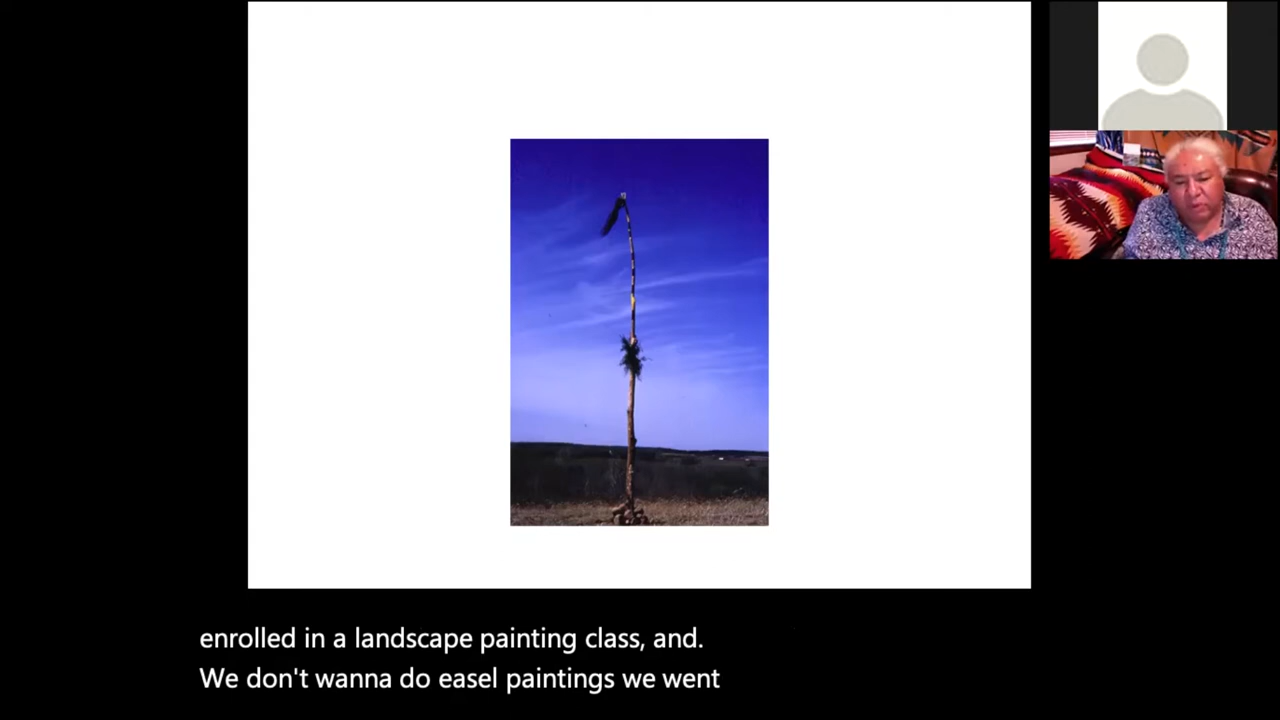 enrolled in a landscape painting class, and.
We don't wanna do easel paintings we went